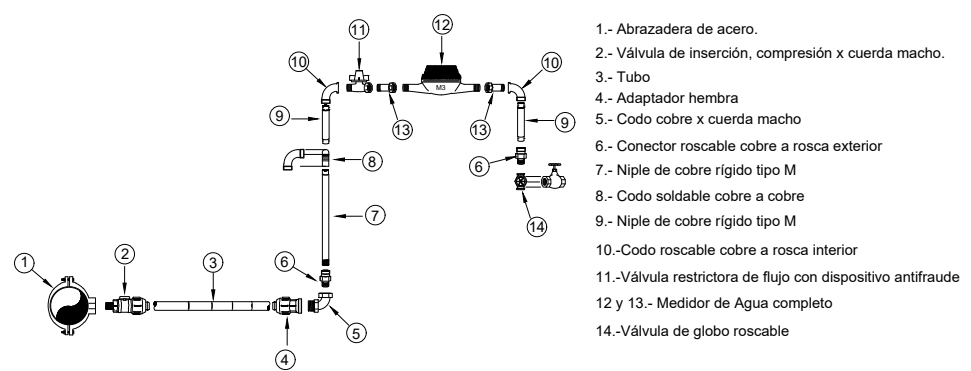 12
11
10
10
M3
13
13
9
9
8
6
14
7
6
1
2
3
4
5
1.- Abrazadera de acero.
2.- Válvula de inserción, compresión x cuerda macho.
3.- Tubo
4.- Adaptador hembra
5.- Codo cobre x cuerda macho
6.- Conector roscable cobre a rosca exterior
7.- Niple de cobre rígido tipo M
8.- Codo soldable cobre a cobre
9.- Niple de cobre rígido tipo M
10.-Codo roscable cobre a rosca interior
11.-Válvula restrictora de flujo con dispositivo antifraude
12 y 13.- Medidor de Agua completo
14.-Válvula de globo roscable